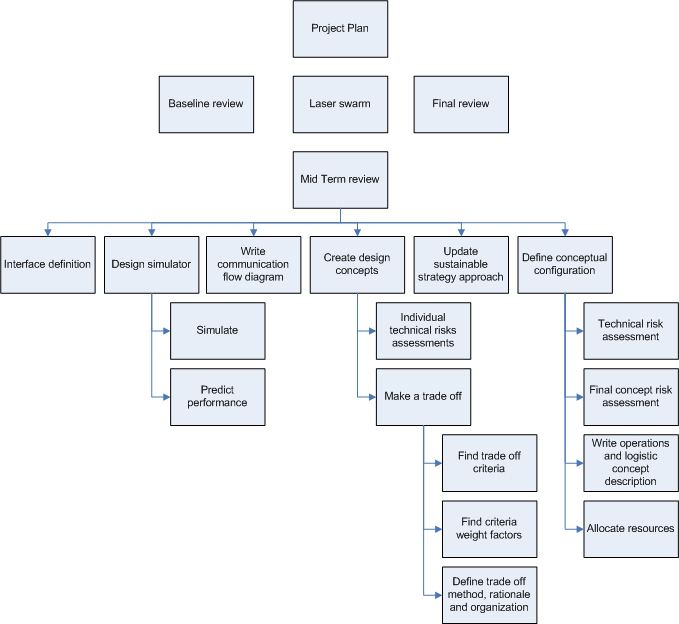 Project Plan
Baseline review
Laser swarm
Final review
Mid Term review
Interface definition
Design simulator
Write
communication
flow diagram
Create design
concepts
Update
sustainable
strategy approach
Define conceptual
configuration
Simulate
Predict
performance
Individual
technical risks
assessments
Make a trade off
Find trade off
criteria
Find criteria
weight factors
Define trade off
method, rationale
and organization
Technical risk
assessment
Final concept risk
assessment
Write operations
and logistic
concept
description
Allocate resources